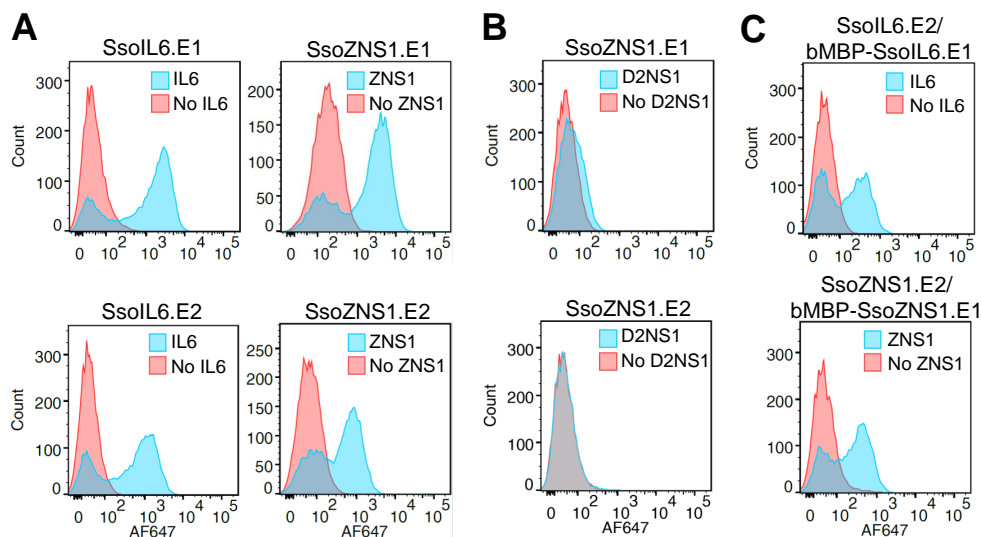 A
B
C
SsoIL6.E1
IL6
No IL6
Count
300
200
100
0
0 10^2 10^3 10^4 10^5
SsoZNS1.E1
ZNS1
No ZNS1
200
150
100
50
0
0 10^2 10^3 10^4 10^5
D2NS1
No D2NS1
SsoZNS1.E1
Count
300
200
100
0
0 10^2 10^3 10^4 10^5
SsoIL6.E2/
bMBP-SsoIL6.E1
IL6
No IL6
Count
300
200
100
0
0 10^2 10^3 10^4 10^5
SsoIL6.E2
IL6
No IL6
Count
300
200
100
0
0 10^2 10^3 10^4 10^5
AF647
SsoZNS1.E2
ZNS1
No ZNS1
250
200
150
100
50
0
0 10^2 10^3 10^4 10^5
SsoZNS1.E2
D2NS1
No D2NS1
Count
300
200
100
0
0 10^2 10^3 10^4 10^5
AF647
SsoZNS1.E2/
bMBP-SsoZNS1.E1
ZNS1
No ZNS1
Count
300
200
100
0
0 10^2 10^3 10^4 10^5
AF647